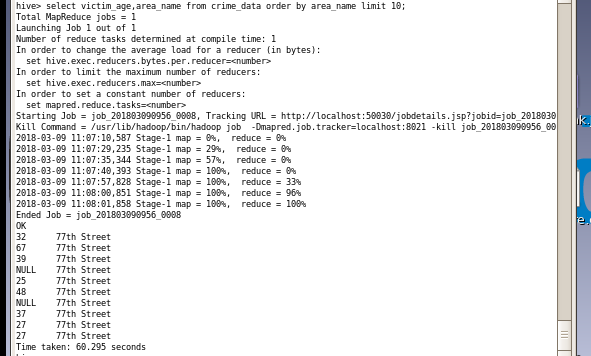 hive> select victim_age,area_name from crime_data order by area_name limit 10;
Total MapReduce jobs = 1
Launching Job 1 out of 1
Number of reduce tasks determined at compile time: 1
In order to change the average load for a reducer (in bytes):
  set hive.exec.reducers.bytes.per.reducer=<number>
In order to limit the maximum number of reducers:
  set hive.exec.reducers.max=<number>
In order to set a constant number of reducers:
  set mapred.reduce.tasks=<number>
Starting Job = job_201803090956_0008, Tracking URL = http://localhost:50030/jobdetails.jsp?jobid=job_2018030
Kill Command = /usr/lib/hadoop/bin/hadoop job  -Dmapred.job.tracker=localhost:8021 -kill job_201803090956_00
2018-03-09 11:07:10,587 Stage-1 map = 0%,  reduce = 0%
2018-03-09 11:07:29,235 Stage-1 map = 29%,  reduce = 0%
2018-03-09 11:07:35,344 Stage-1 map = 57%,  reduce = 0%
2018-03-09 11:07:40,393 Stage-1 map = 100%,  reduce = 0%
2018-03-09 11:07:57,828 Stage-1 map = 100%,  reduce = 33%
2018-03-09 11:08:00,851 Stage-1 map = 100%,  reduce = 96%
2018-03-09 11:08:01,858 Stage-1 map = 100%,  reduce = 100%
Ended Job = job_201803090956_0008
OK
32	77th Street
67	77th Street
39	77th Street
NULL	77th Street
25	77th Street
48	77th Street
NULL	77th Street
37	77th Street
27	77th Street
27	77th Street
Time taken: 60.295 seconds